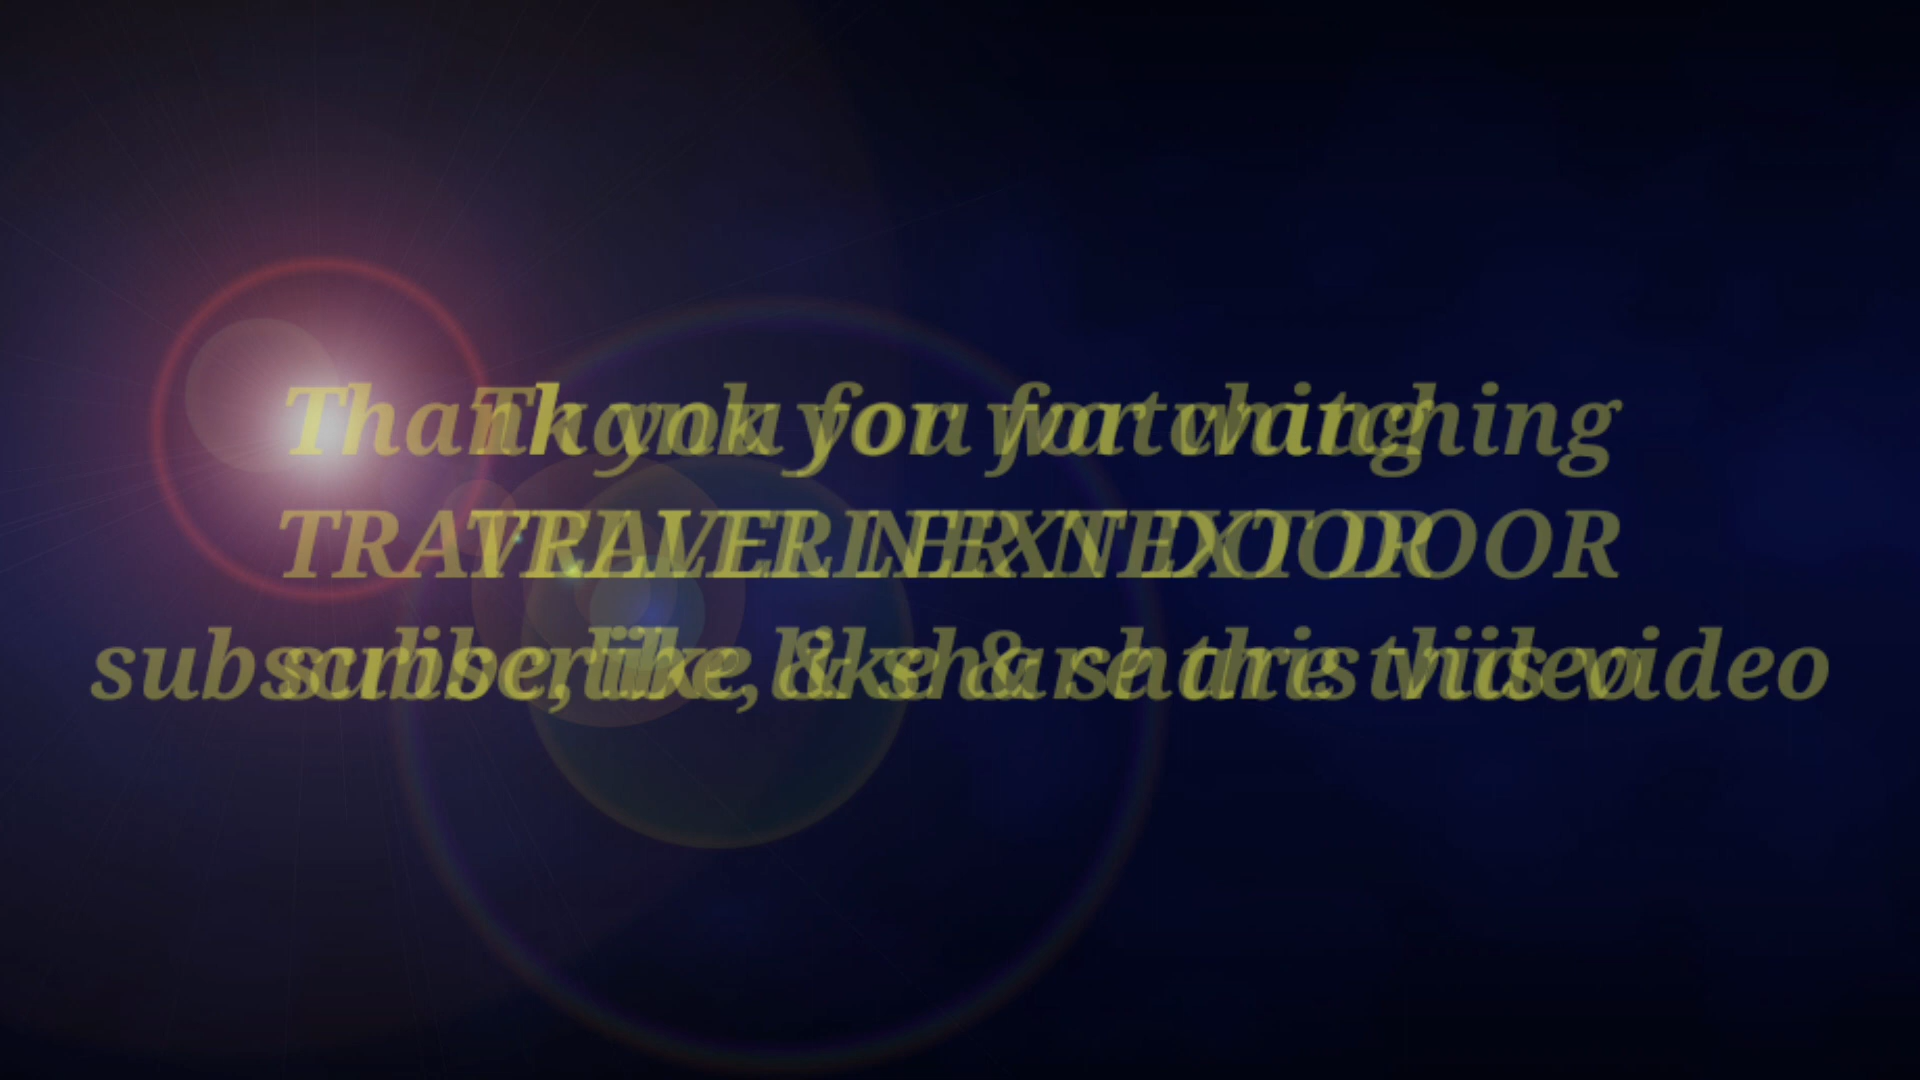 Thank you for watching
TRAVELER NEXT DOOR
subscribe, like & share this video